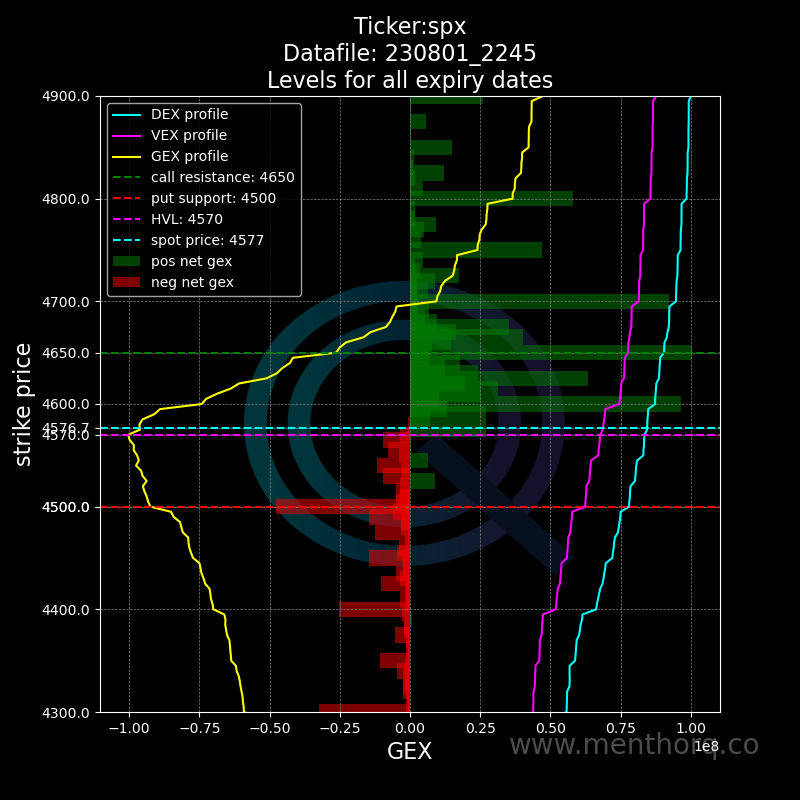 Ticker:spx
Datafile: 230801_2245
Levels for all expiry dates
DEX profile
VEX profile
GEX profile
call resistance: 4650
put support: 4500
HVL: 4570
spot price: 4577
pos net gex
neg net gex
4900.0
4800.0
4700.0
4650.0
4600.0
4576.7
4570.0
4500.0
4400.0
4300.0
strike price
−1.00 −0.75 −0.50 −0.25 0.00 0.25 0.50 0.75 1.00
1e8
GEX
www.menthorq.co